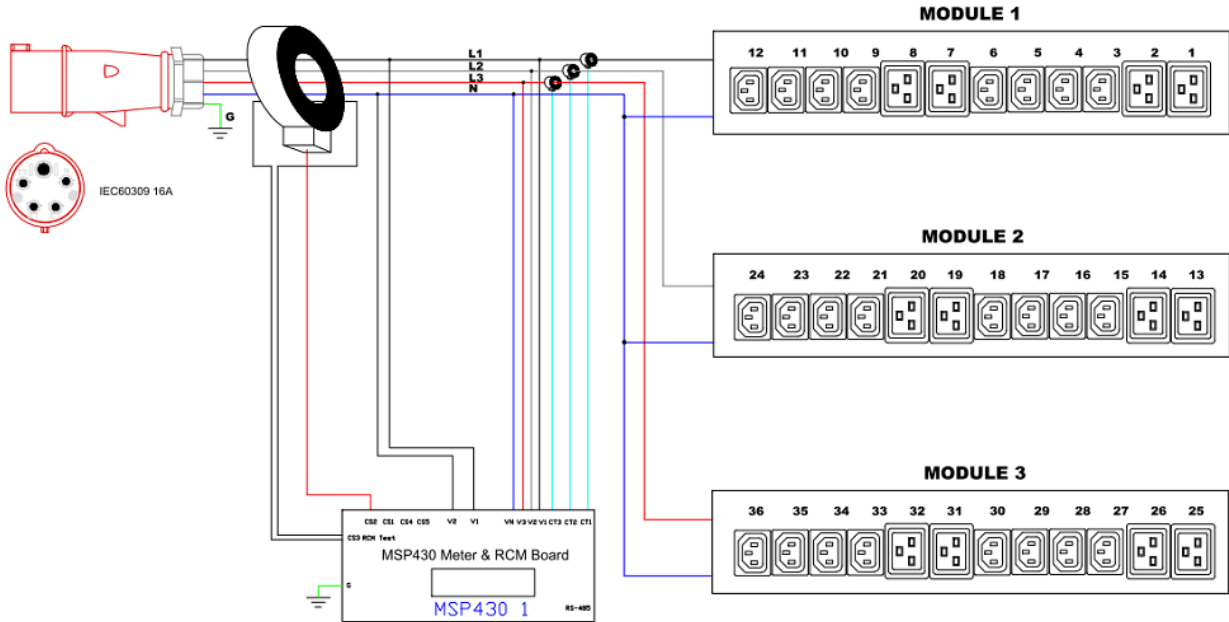 MODULE 1
12 11 10 9 8 7 6 5 4 3 2 1
L1
L2
L3
N
G
IEC60309 16A
MODULE 2
24 23 22 21 20 19 18 17 16 15 14 13
MODULE 3
36 35 34 33 32 31 30 29 28 27 26 25
CS2 CS1 CS4 CS5 V2 V1 VN V3 V2 V1 CT3 CT2 CT1
CS3 RCM Test
MSP430 Meter & RCM Board
G
MSP430 1
RS-485